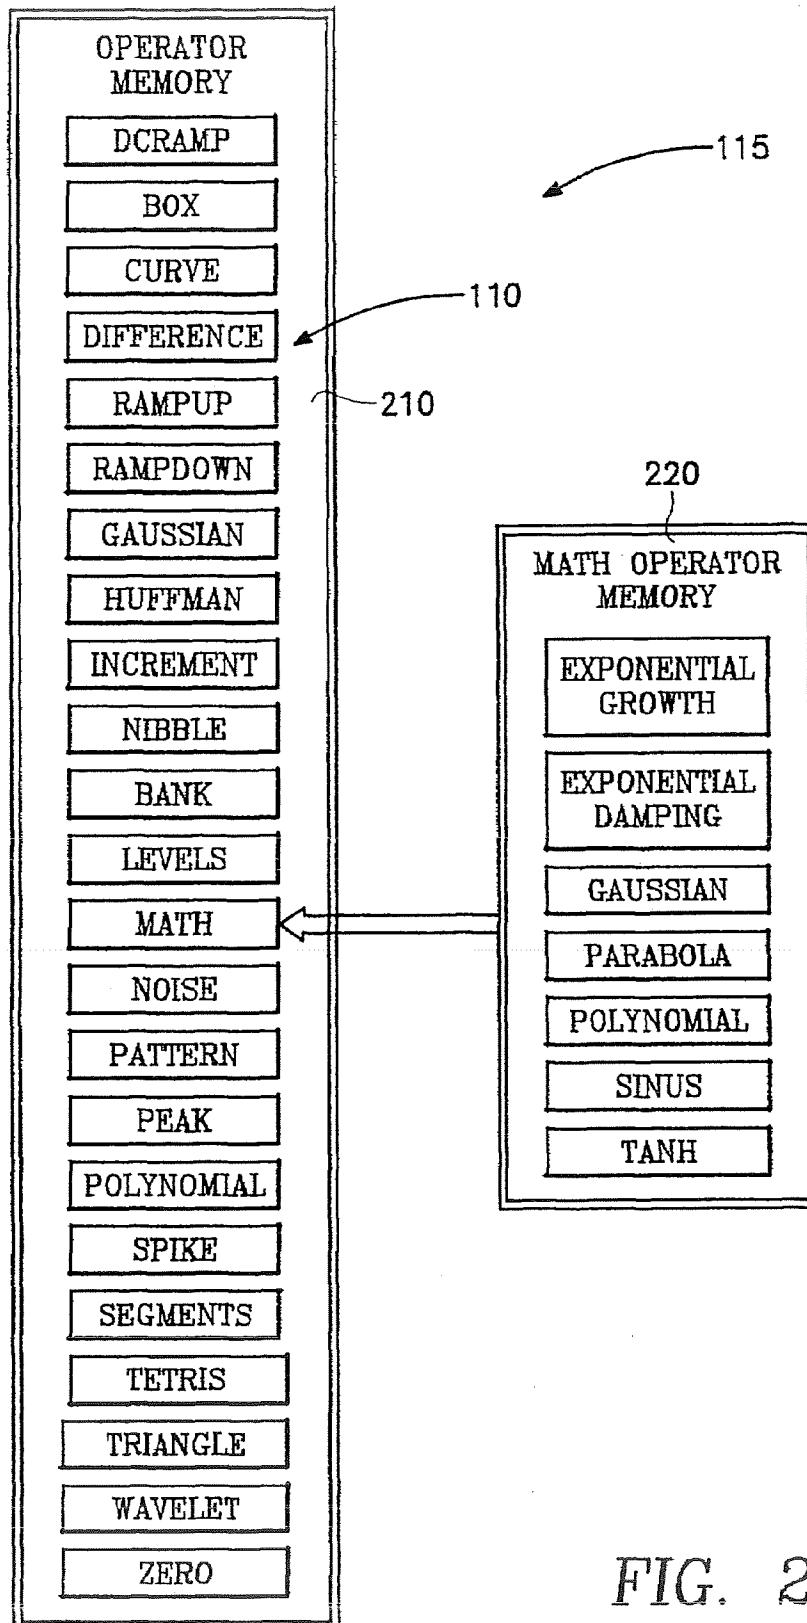 OPERATOR
MEMORY
DCRAMP
BOX
CURVE
DIFFERENCE
RAMPUP
RAMPDOWN
GAUSSIAN
HUFFMAN
INCREMENT
NIBBLE
BANK
LEVELS
MATH
NOISE
PATTERN
PEAK
POLYNOMIAL
SPIKE
SEGMENTS
TETRIS
TRIANGLE
WAVELET
ZERO
115
110
210
220
MATH OPERATOR
MEMORY
EXPONENTIAL
GROWTH
EXPONENTIAL
DAMPING
GAUSSIAN
PARABOLA
POLYNOMIAL
SINUS
TANH
FIG. 2